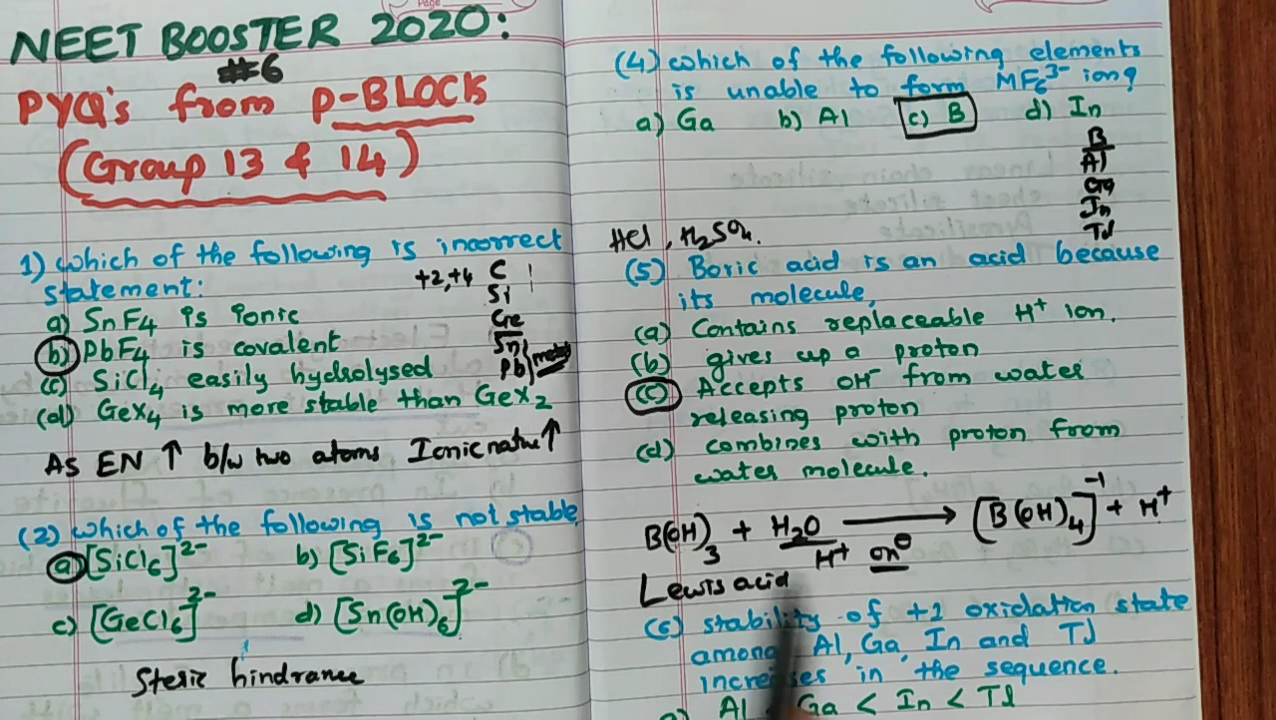 NEET BOOSTER 2020:
#6
PYQ's from p-BLOCK
(Group 13 & 14)
1) which of the following is incorrect
statement:
+2,+4 C
Si
Ge
Sn
Pb
a) SnF4 is ionic
b) PbF4 is covalent
(c) SiCl4 easily hydrolysed
(d) GeX4 is more stable than GeX2
As EN ↑ b/w two atoms Ionic nature ↑
(2) which of the following is not stable
a) [SiCl6]2- b) [SiF6]2-
c) [GeCl6]2- d) [Sn(OH)6]2-
Steric hindrance
(4) which of the following elements
is unable to form MF6 3- ion?
a) Ga b) Al c) B d) In
B
Al
Ga
In
Tl
HCl, H2SO4.
(5) Boric acid is an acid because
its molecule,
(a) Contains replaceable H+ ion.
(b) gives up a proton
(c) Accepts OH- from water
releasing proton
(d) combines with proton from
water molecule.
B(OH)3 + H2O → [B(OH)4]-1 + H+
H+ OH⊖
Lewis acid
(6) stability of +1 oxidation state
among Al, Ga, In and Tl
increases in the sequence.
a) Al < Ga < In < Tl